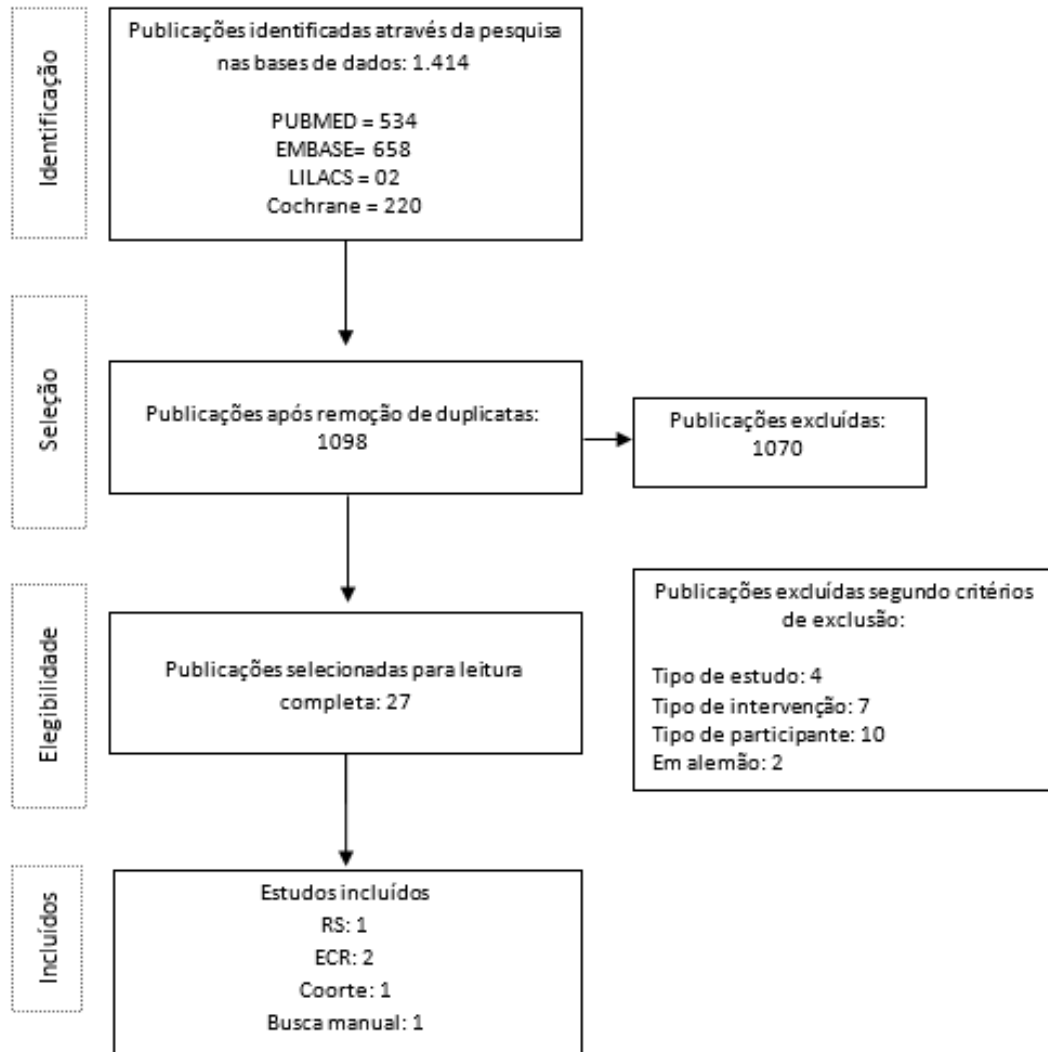 Identificação
Publicações identificadas através da pesquisa
nas bases de dados: 1.414
PUBMED = 534
EMBASE= 658
LILACS = 02
Cochrane = 220
Seleção
Publicações após remoção de duplicatas:
1098
Publicações excluídas:
1070
Elegibilidade
Publicações selecionadas para leitura
completa: 27
Publicações excluídas segundo critérios
de exclusão:
Tipo de estudo: 4
Tipo de intervenção: 7
Tipo de participante: 10
Em alemão: 2
Incluídos
Estudos incluídos
RS: 1
ECR: 2
Coorte: 1
Busca manual: 1